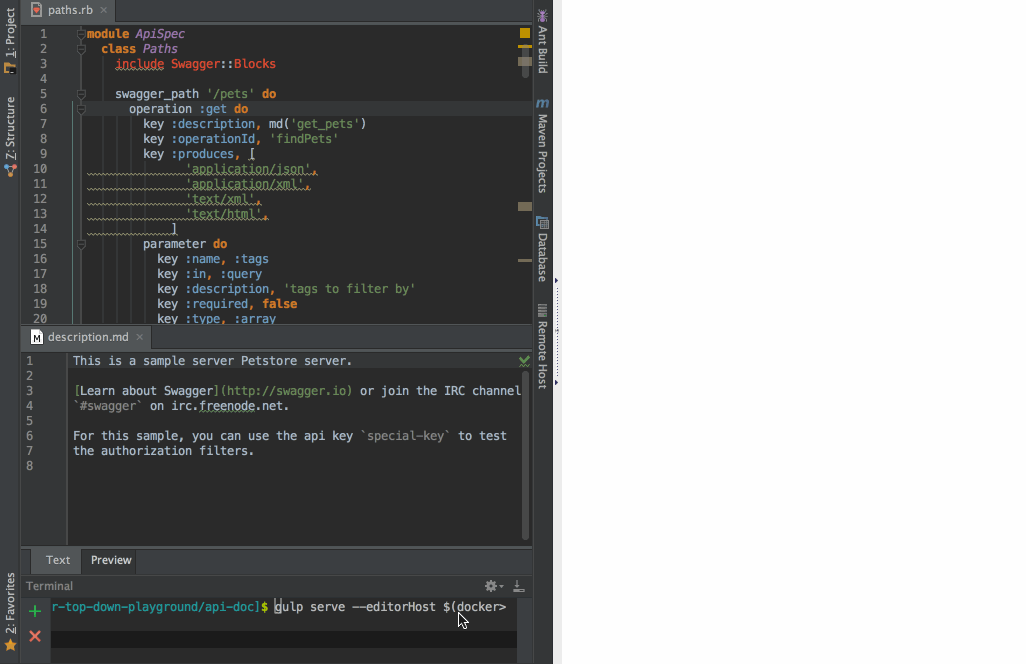 paths.rb
1: Project
Z: Structure
2: Favorites
1 module ApiSpec
2 class Paths
3 include Swagger::Blocks
4
5 swagger_path '/pets' do
6 operation :get do
7 key :description, md('get_pets')
8 key :operationId, 'findPets'
9 key :produces, [
10 'application/json',
11 'application/xml',
12 'text/xml',
13 'text/html',
14 ]
15 parameter do
16 key :name, :tags
17 key :in, :query
18 key :description, 'tags to filter by'
19 key :required, false
20 key :type, :array
description.md
1 This is a sample server Petstore server.
2
3 [Learn about Swagger](http://swagger.io) or join the IRC channel
4 `#swagger` on irc.freenode.net.
5
6 For this sample, you can use the api key `special-key` to test
7 the authorization filters.
8
Text Preview
Terminal
r-top-down-playground/api-doc]$ gulp serve --editorHost $(docker>
Ant Build
m Maven Projects
Database
Remote Host